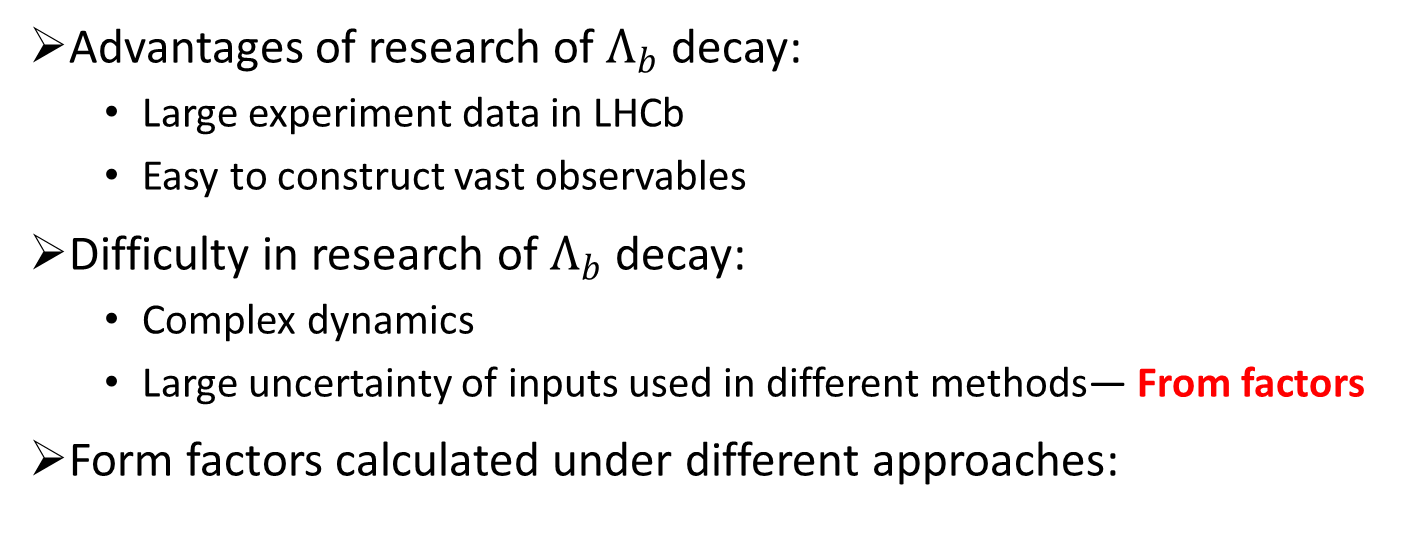 ➢Advantages of research of Λ_b decay:
• Large experiment data in LHCb
• Easy to construct vast observables
➢Difficulty in research of Λ_b decay:
• Complex dynamics
• Large uncertainty of inputs used in different methods— From factors
➢Form factors calculated under different approaches: